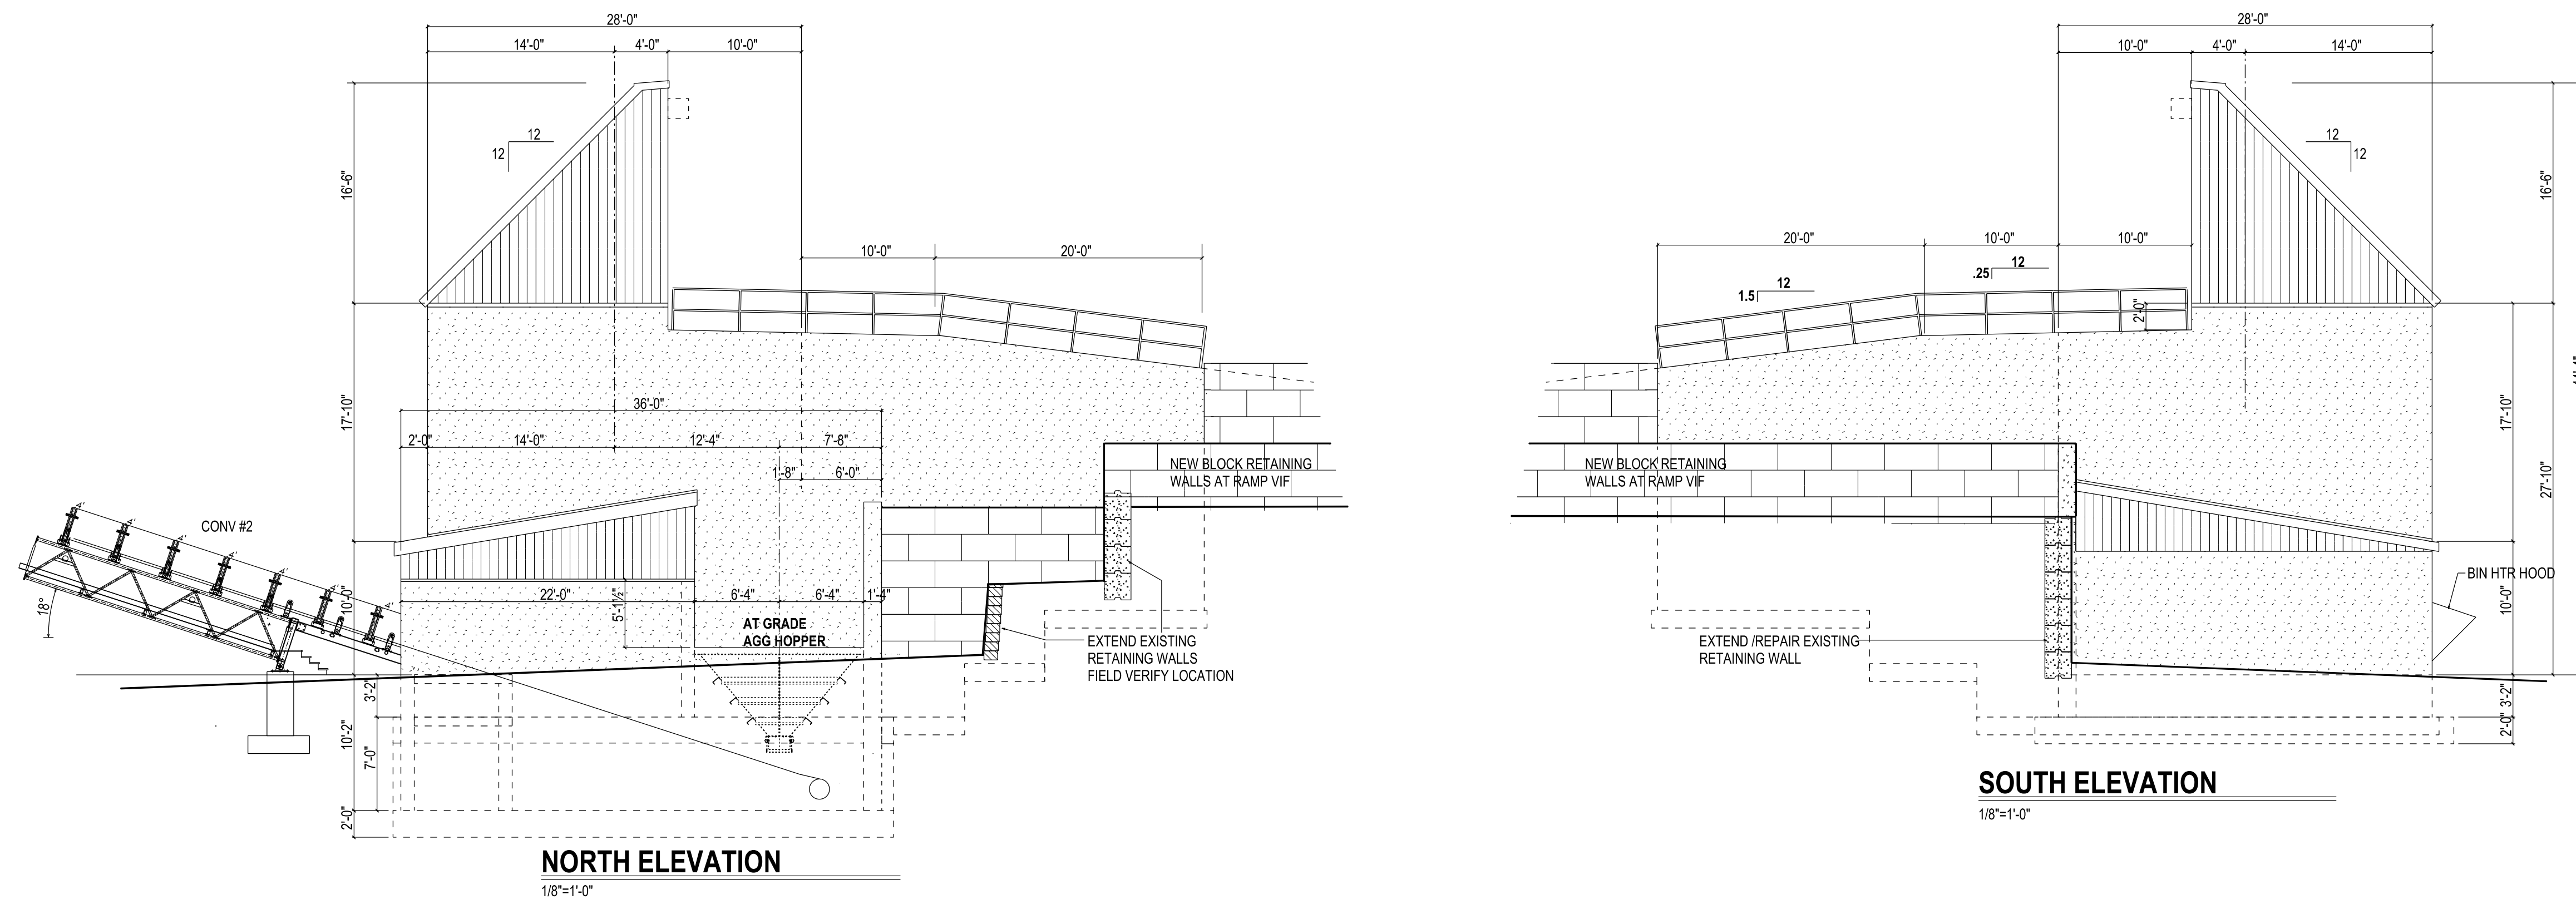 28'-0"
14'-0" 4'-0" 10'-0"
12
12
16'-6"
10'-0" 20'-0"
17'-10"
36'-0"
2'-0" 14'-0" 12'-4" 7'-8"
1'-8" 6'-0"
NEW BLOCK RETAINING
WALLS AT RAMP VIF
CONV #2
4' 4' 4' 4' 4' 4' 4'
18°
10'-0"
22'-0" 6'-4" 6'-4" 1'-4"
5'-1½"
AT GRADE
AGG HOPPER
EXTEND EXISTING
RETAINING WALLS
FIELD VERIFY LOCATION
3'-2"
10'-2"
7'-0"
2'-0"
NORTH ELEVATION
1/8"=1'-0"
28'-0"
10'-0" 4'-0" 14'-0"
12
12
16'-6"
20'-0" 10'-0" 10'-0"
12
.25
12
1.5
2'-0"
17'-10"
27'-10"
NEW BLOCK RETAINING
WALLS AT RAMP VIF
BIN HTR HOOD
10'-0"
EXTEND /REPAIR EXISTING
RETAINING WALL
3'-2"
2'-0"
SOUTH ELEVATION
1/8"=1'-0"